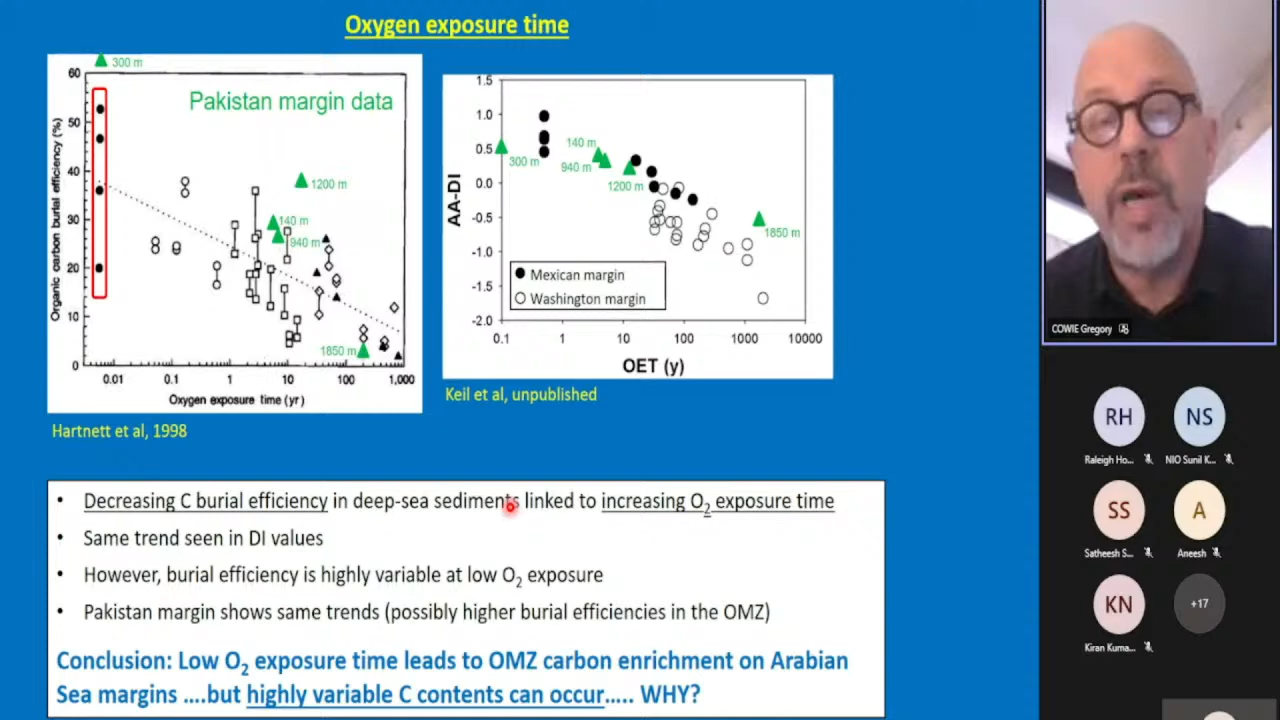 Oxygen exposure time
300 m
60
50
40
30
20
10
0
Organic carbon burial efficiency (%)
Pakistan margin data
1200 m
140 m
940 m
1850 m
0.01 0.1 1 10 100 1,000
Oxygen exposure time (yr)
Hartnett et al, 1998
1.5
1.0
0.5
0.0
-0.5
-1.0
-1.5
-2.0
AA-DI
300 m
140 m
940 m
1200 m
1850 m
Mexican margin
Washington margin
0.1 1 10 100 1000 10000
OET (y)
Keil et al, unpublished
• Decreasing C burial efficiency in deep-sea sediments linked to increasing O₂ exposure time
• Same trend seen in DI values
• However, burial efficiency is highly variable at low O₂ exposure
• Pakistan margin shows same trends (possibly higher burial efficiencies in the OMZ)
Conclusion: Low O₂ exposure time leads to OMZ carbon enrichment on Arabian
Sea margins ....but highly variable C contents can occur..... WHY?
COWIE Gregory
RH
Raleigh Ho...
NS
NIO Sunil K...
SS
Satheesh S...
A
Aneesh
KN
Kiran Kuma...
+17